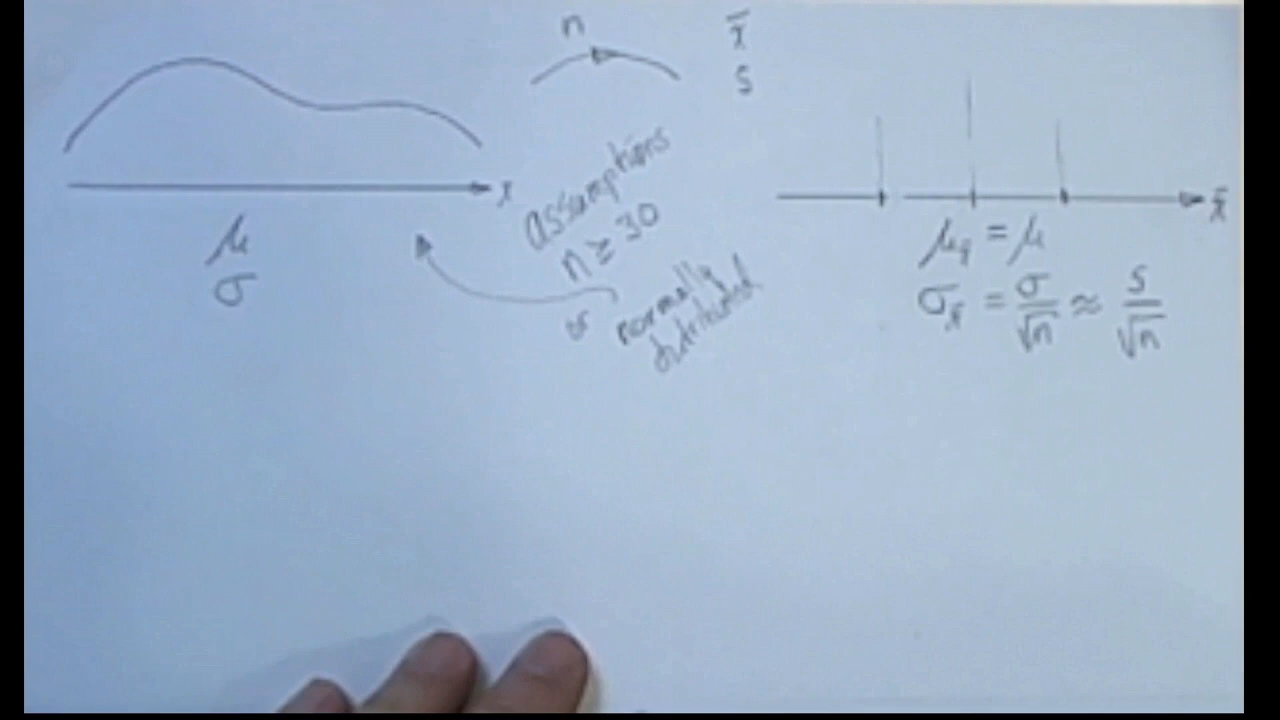 n
x̄
s
x
μ
σ
assumptions
n ≥ 30
or normally
distributed
x̄
μx̄ = μ
σx̄ = σ/√n ≈ s/√n